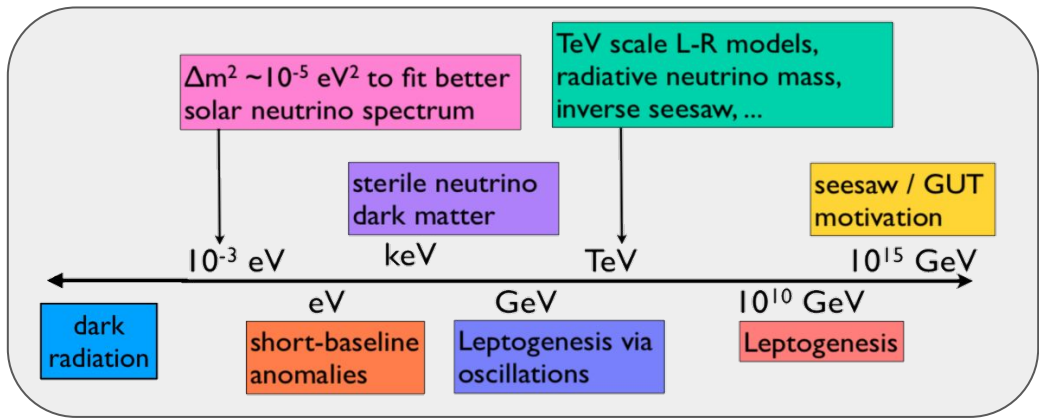 Δm² ~10⁻⁵ eV² to fit better
solar neutrino spectrum
TeV scale L-R models,
radiative neutrino mass,
inverse seesaw, ...
sterile neutrino
dark matter
seesaw / GUT
motivation
10⁻³ eV
keV
TeV
10¹⁵ GeV
eV
GeV
10¹⁰ GeV
dark
radiation
short-baseline
anomalies
Leptogenesis via
oscillations
Leptogenesis